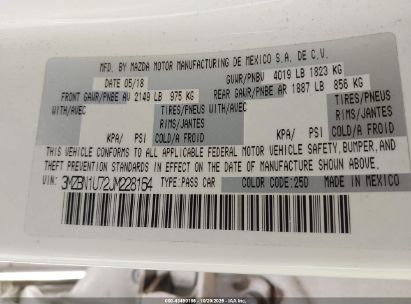 MFD. BY MAZDA MOTOR MANUFACTURING DE MEXICO S.A. DE C.V.
DATE 05/18 GVWR/PNBV 4019 LB 1823 KG
FRONT GAWR/PNBE AV 2149 LB 975 KG REAR GAWR/PNBE AR 1887 LB 856 KG
WITH/AVEC TIRES/PNEUS WITH/AVEC TIRES/PNEUS
RIMS/JANTES RIMS/JANTES
KPA/ PSI COLD/A FROID KPA/ PSI COLD/A FROID
THIS VEHICLE CONFORMS TO ALL APPLICABLE FEDERAL MOTOR VEHICLE SAFETY, BUMPER, AND
THEFT PREVENTION STANDARDS IN EFFECT ON THE DATE OF MANUFACTURE SHOWN ABOVE.
VIN: 3MZBN1U72JM228154 TYPE: PASS CAR COLOR CODE: 25D MADE IN MEXICO